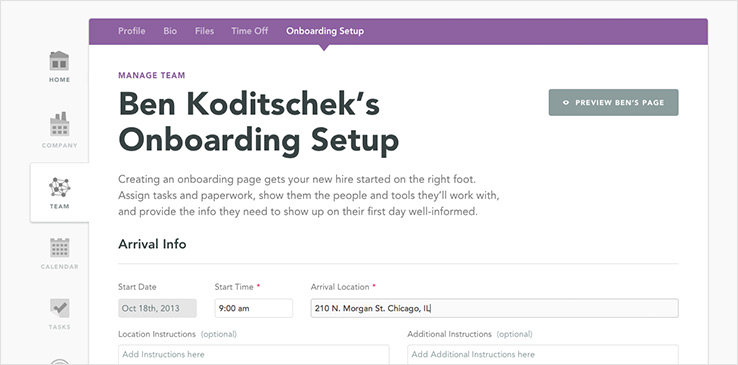 Profile Bio Files Time Off Onboarding Setup
HOME
COMPANY
TEAM
CALENDAR
TASKS
MANAGE TEAM
Ben Koditschek's
Onboarding Setup
PREVIEW BEN'S PAGE
Creating an onboarding page gets your new hire started on the right foot.
Assign tasks and paperwork, show them the people and tools they'll work with,
and provide the info they need to show up on their first day well-informed.
Arrival Info
Start Date Start Time * Arrival Location *
Oct 18th, 2013 9:00 am 210 N. Morgan St. Chicago, IL
Location Instructions (optional) Additional Instructions (optional)
Add Instructions here Add Additional Instructions here